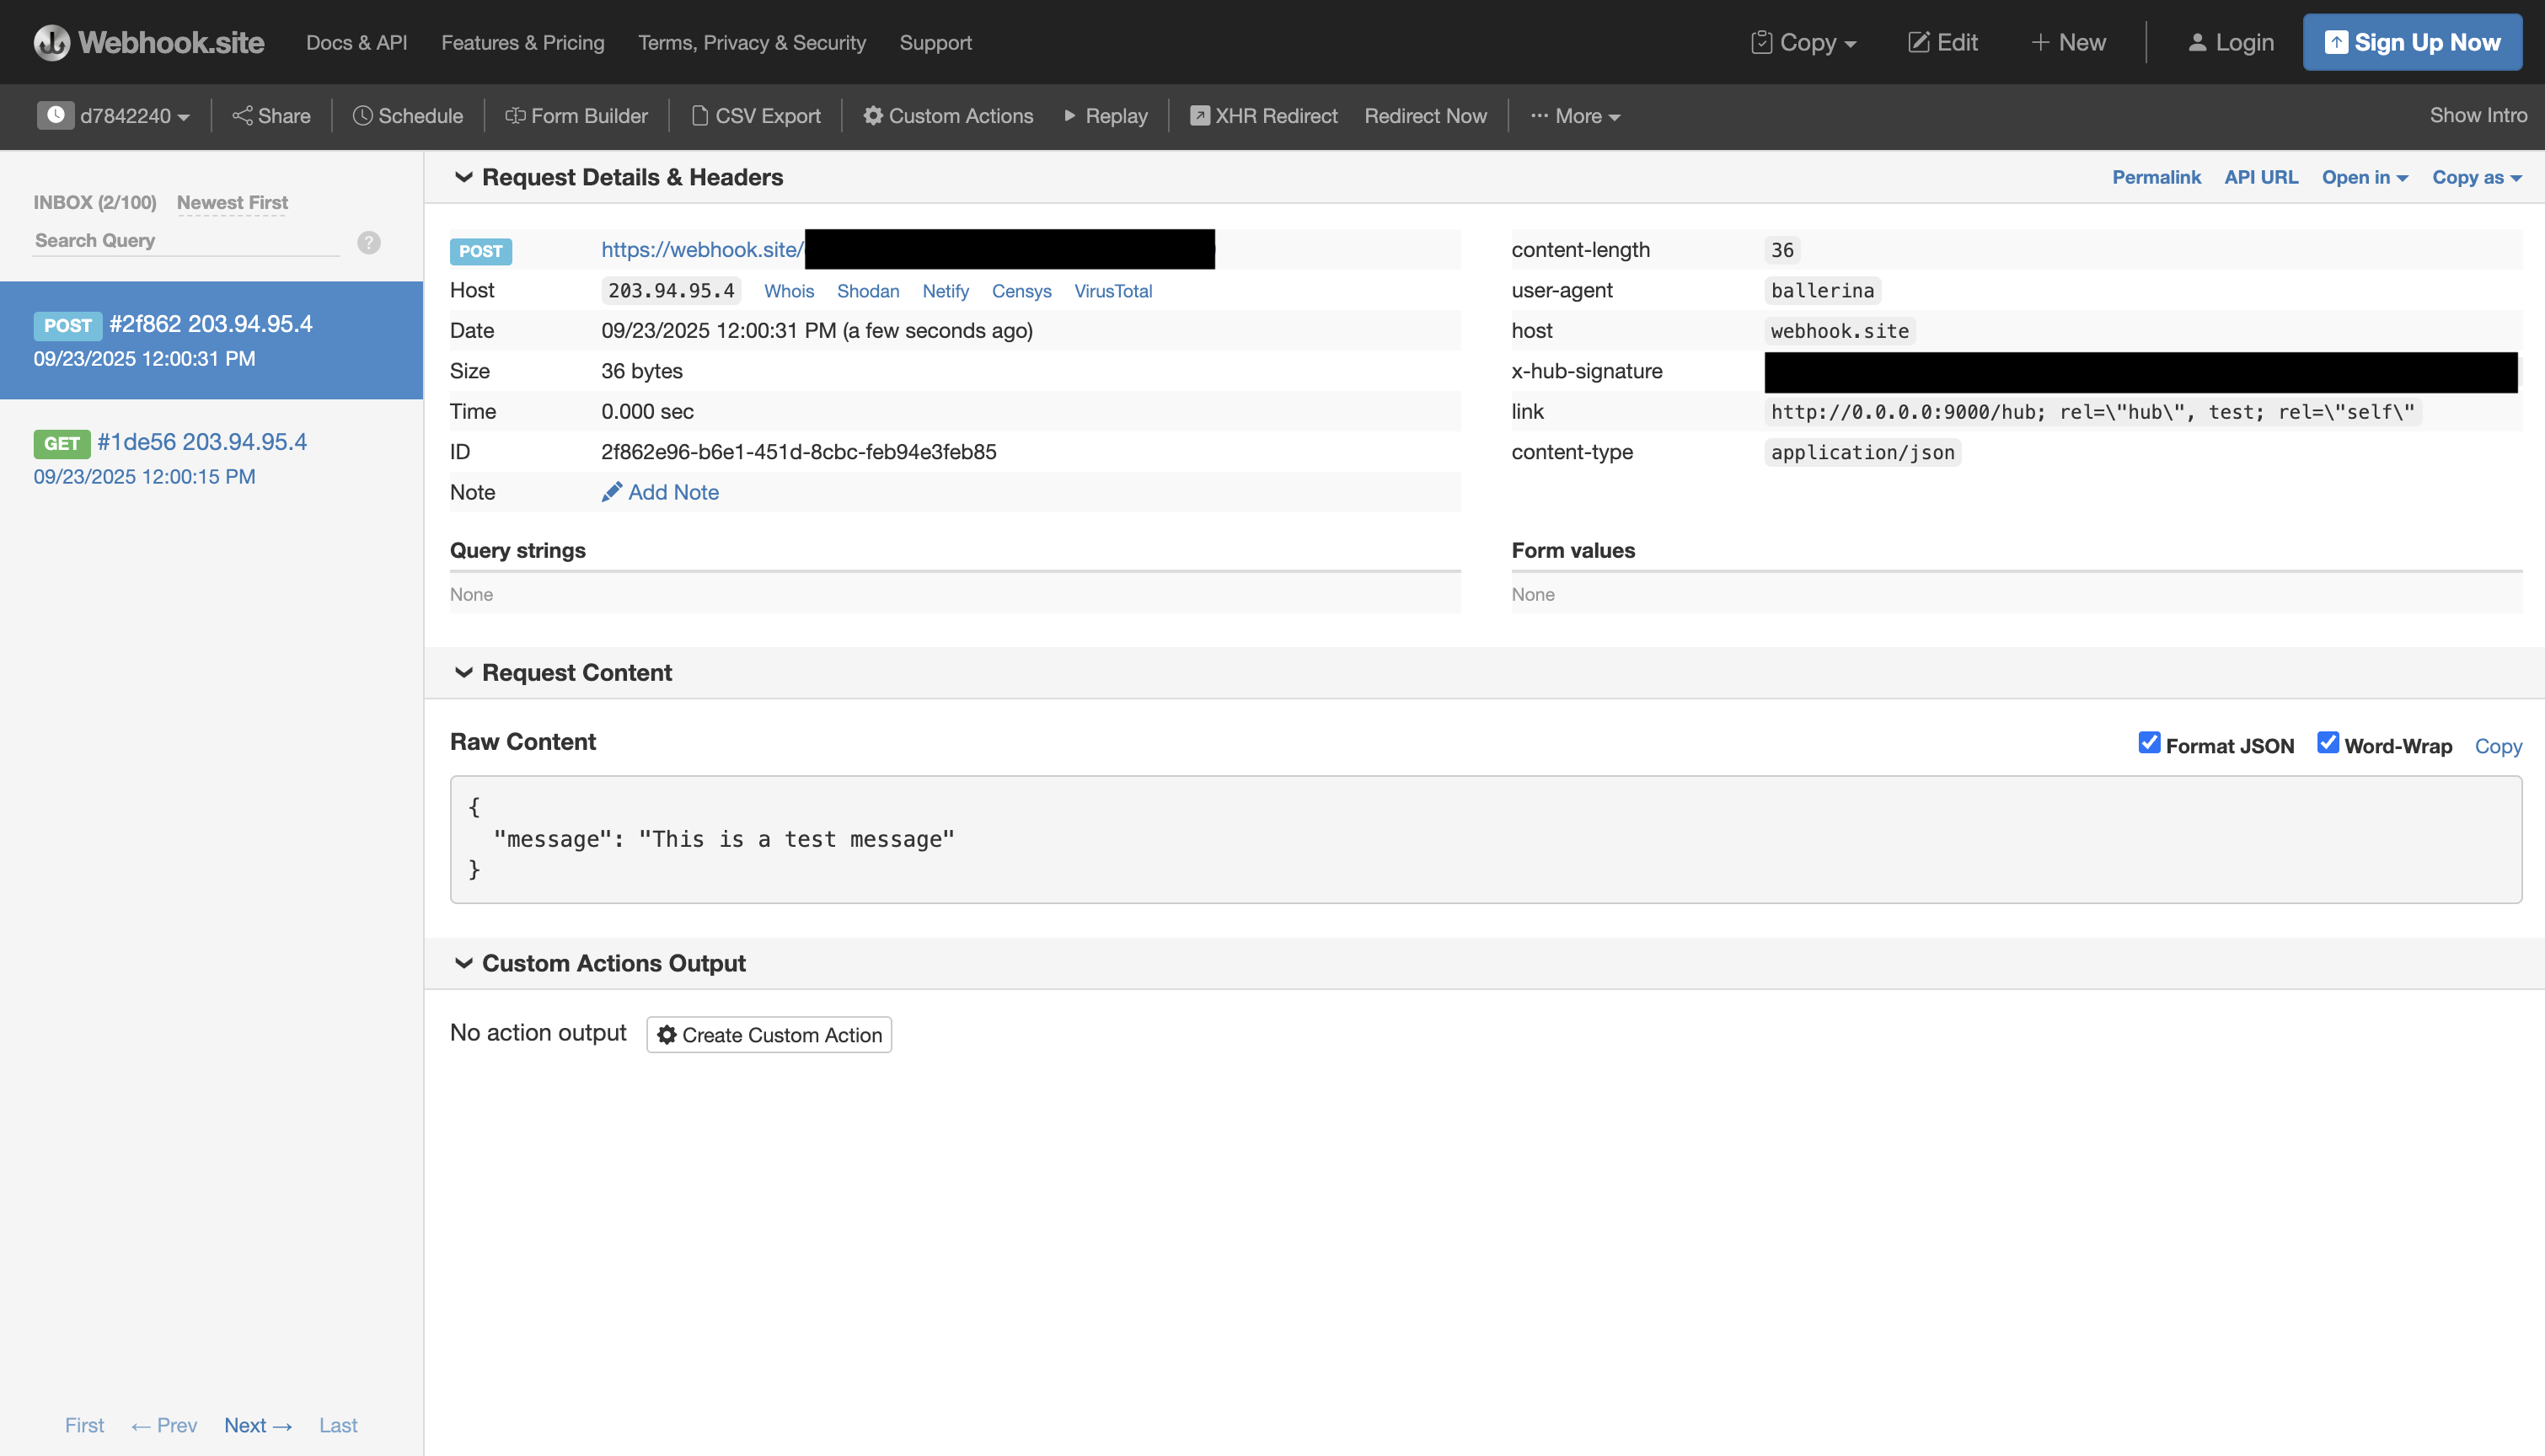 Webhook.site Docs & API Features & Pricing Terms, Privacy & Security Support Copy Edit New Login Sign Up Now
d7842240 Share Schedule Form Builder CSV Export Custom Actions Replay XHR Redirect Redirect Now ··· More Show Intro
INBOX (2/100) Newest First
Search Query ?
POST #2f862 203.94.95.4
09/23/2025 12:00:31 PM
GET #1de56 203.94.95.4
09/23/2025 12:00:15 PM
First ← Prev Next → Last
Request Details & Headers Permalink API URL Open in Copy as
POST https://webhook.site/
Host 203.94.95.4 Whois Shodan Netify Censys VirusTotal
Date 09/23/2025 12:00:31 PM (a few seconds ago)
Size 36 bytes
Time 0.000 sec
ID 2f862e96-b6e1-451d-8cbc-feb94e3feb85
Note Add Note
content-length 36
user-agent ballerina
host webhook.site
x-hub-signature
link http://0.0.0.0:9000/hub; rel=\"hub\", test; rel=\"self\"
content-type application/json
Query strings
None
Form values
None
Request Content
Raw Content Format JSON Word-Wrap Copy
{
"message": "This is a test message"
}
Custom Actions Output
No action output Create Custom Action